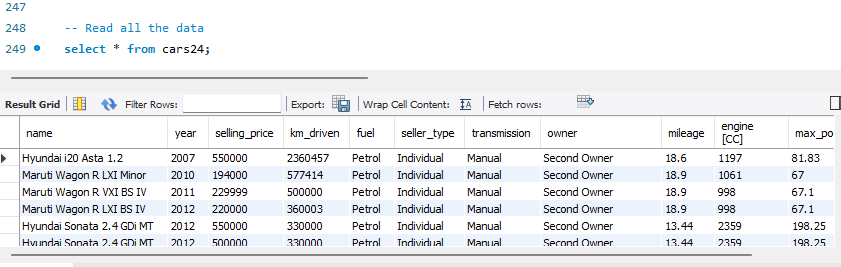 247
248 -- Read all the data
249 select * from cars24;
Result Grid Filter Rows: Export: Wrap Cell Content: Fetch rows:
name year selling_price km_driven fuel seller_type transmission owner mileage engine [CC] max_po
Hyundai i20 Asta 1.2 2007 550000 2360457 Petrol Individual Manual Second Owner 18.6 1197 81.83
Maruti Wagon R LXI Minor 2010 194000 577414 Petrol Individual Manual Second Owner 18.9 1061 67
Maruti Wagon R VXI BS IV 2011 229999 500000 Petrol Individual Manual Second Owner 18.9 998 67.1
Maruti Wagon R LXI BS IV 2012 220000 360003 Petrol Individual Manual Second Owner 18.9 998 67.1
Hyundai Sonata 2.4 GDi MT 2012 550000 330000 Petrol Individual Manual Second Owner 13.44 2359 198.25
Hyundai Sonata 2.4 GDi MT 2012 500000 330000 Petrol Individual Manual Second Owner 13.44 2359 198.25